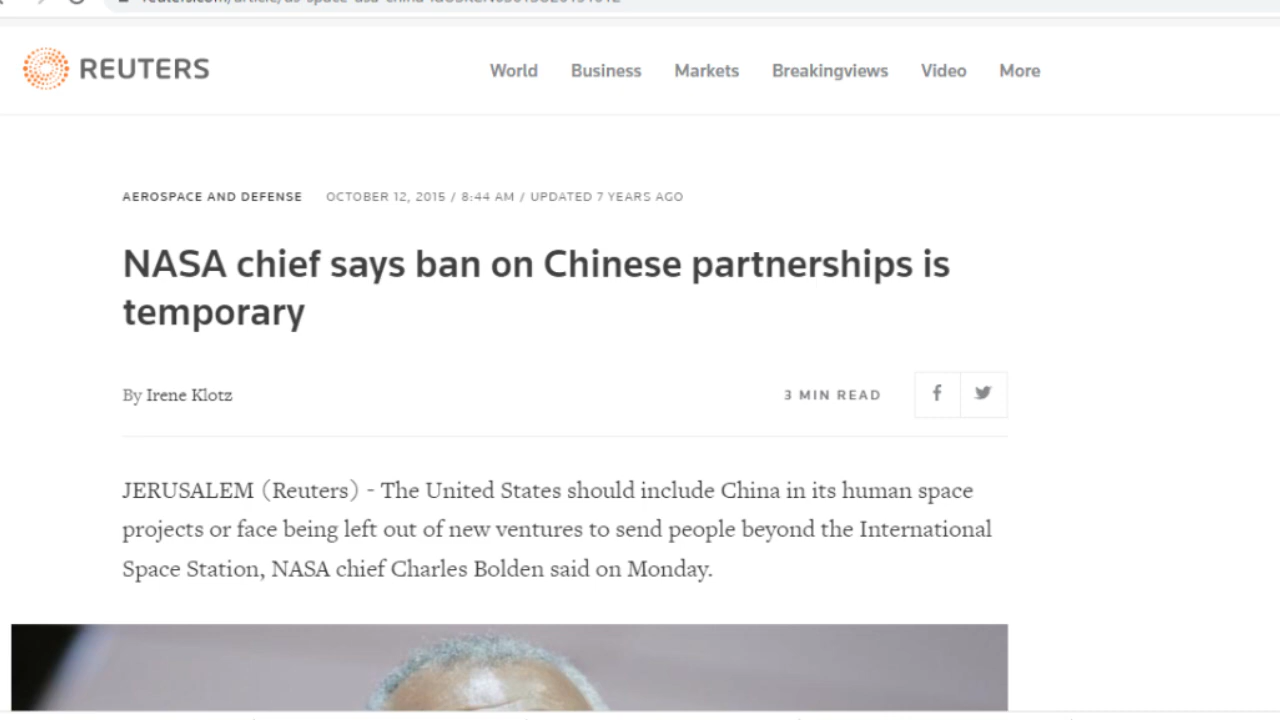 REUTERS
World Business Markets Breakingviews Video More
AEROSPACE AND DEFENSE OCTOBER 12, 2015 / 8:44 AM / UPDATED 7 YEARS AGO
NASA chief says ban on Chinese partnerships is
temporary
By Irene Klotz 3 MIN READ
JERUSALEM (Reuters) - The United States should include China in its human space
projects or face being left out of new ventures to send people beyond the International
Space Station, NASA chief Charles Bolden said on Monday.